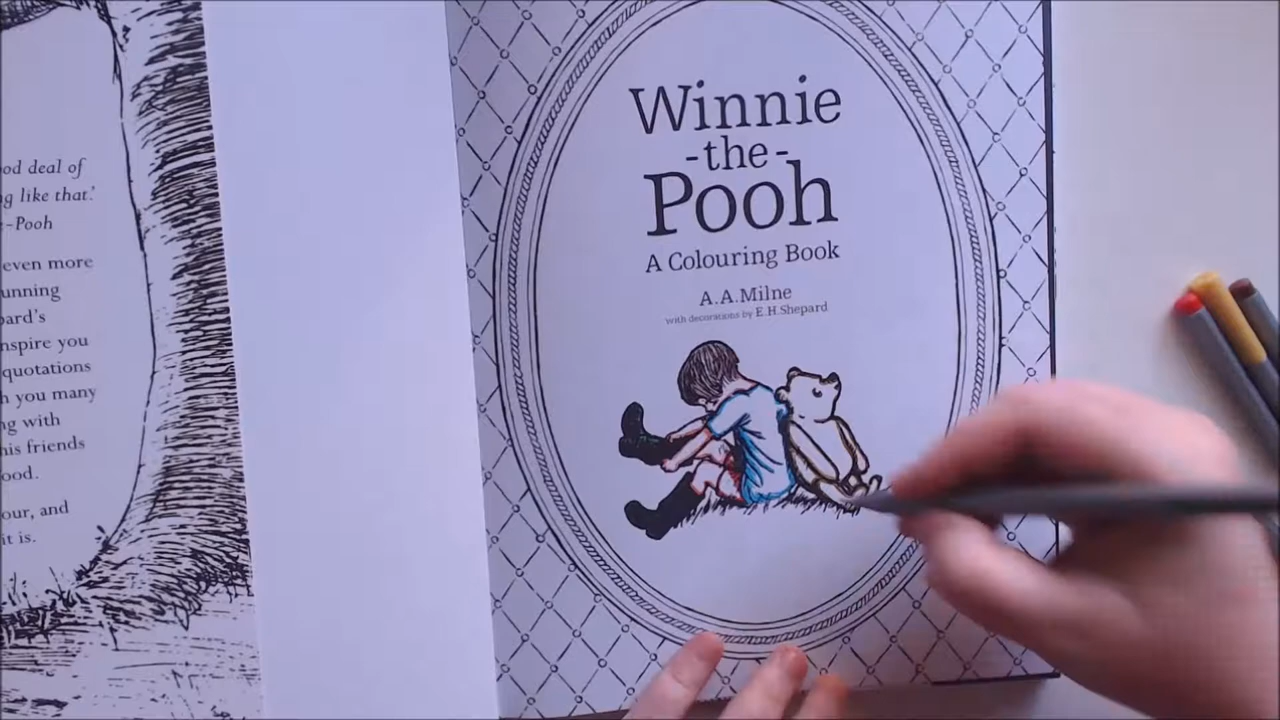 od deal of
g like that.'
-Pooh
even more
unning
ard's
nspire you
quotations
h you many
ng with
his friends
ood.
our, and
it is.
Winnie
-the-
Pooh
A Colouring Book
A.A.Milne
with decorations by E.H.Shepard